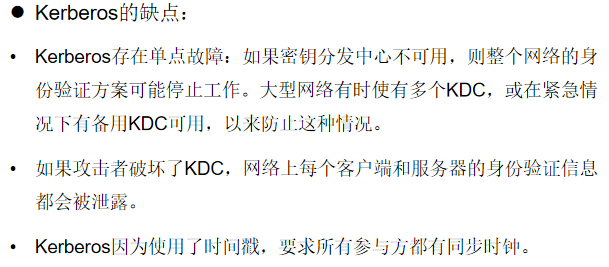 ● Kerberos的缺点：
• Kerberos存在单点故障：如果密钥分发中心不可用，则整个网络的身
份验证方案可能停止工作。大型网络有时使有多个KDC，或在紧急情
况下有备用KDC可用，以来防止这种情况。
• 如果攻击者破坏了KDC，网络上每个客户端和服务器的身份验证信息
都会被泄露。
• Kerberos因为使用了时间戳，要求所有参与方都有同步时钟。